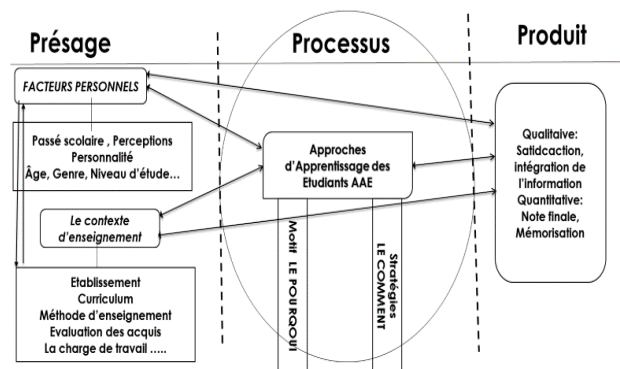 Présage
Processus
Produit
FACTEURS PERSONNELS
Passé scolaire , Perceptions
Personnalité
Âge, Genre, Niveau d'étude…
Le contexte
d'enseignement
Etablissement
Curriculum
Méthode d'enseignement
Evaluation des acquis
La charge de travail .....
Approches
d'Apprentissage des
Etudiants AAE
Motif LE POURQOUI
Stratégies
LE COMMENT
Qualitaive:
Satidcaction,
intégration de
l'information
Quantitative:
Note finale,
Mémorisation